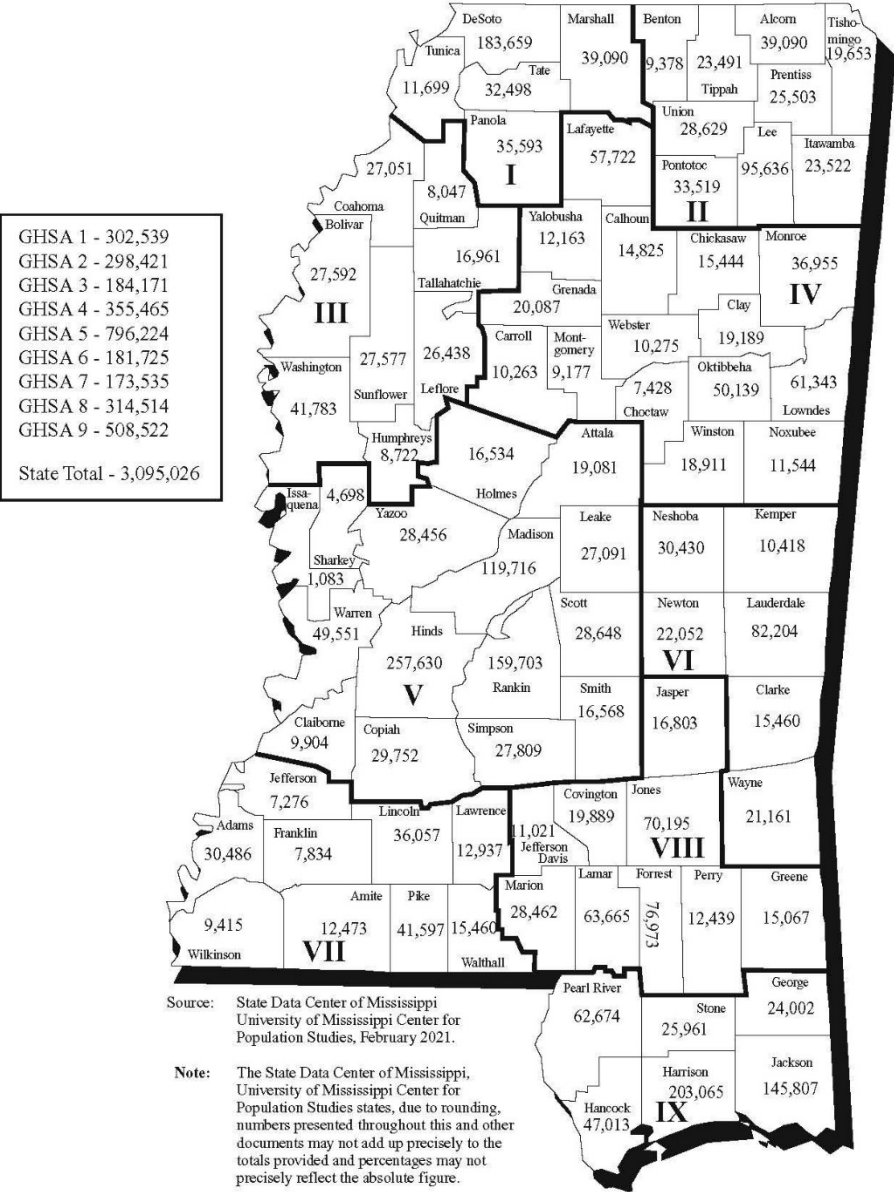 DeSoto
183,659
Marshall
39,090
Benton
9,378
Alcorn
39,090
Tisho-
mingo
19,653
Tunica
11,699
Tate
32,498
23,491
Tippah
Prentiss
25,503
Panola
35,593
I
Lafayette
57,722
Union
28,629
Lee
95,636
Itawamba
23,522
Pontotoc
33,519
II
27,051
Coahoma
8,047
Quitman
GHSA 1 - 302,539
GHSA 2 - 298,421
GHSA 3 - 184,171
GHSA 4 - 355,465
GHSA 5 - 796,224
GHSA 6 - 181,725
GHSA 7 - 173,535
GHSA 8 - 314,514
GHSA 9 - 508,522
State Total - 3,095,026
Bolivar
27,592
III
16,961
Tallahatchie
Yalobusha
12,163
Calhoun
14,825
Chickasaw
15,444
Monroe
36,955
IV
Grenada
20,087
Clay
19,189
Washington
41,783
27,577
Sunflower
26,438
Leflore
Carroll
10,263
Mont-
gomery
9,177
Webster
10,275
7,428
Choctaw
Oktibbeha
50,139
61,343
Lowndes
Humphreys
8,722
16,534
Holmes
Attala
19,081
Winston
18,911
Noxubee
11,544
Issa-
quena
4,698
Sharkey
1,083
Yazoo
28,456
Madison
119,716
Leake
27,091
Neshoba
30,430
Kemper
10,418
Warren
49,551
Hinds
257,630
V
159,703
Rankin
Scott
28,648
Newton
22,052
VI
Lauderdale
82,204
Claiborne
9,904
Copiah
29,752
Simpson
27,809
Smith
16,568
Jasper
16,803
Clarke
15,460
Jefferson
7,276
Lincoln
36,057
Lawrence
12,937
11,021
Jefferson
Davis
Covington
19,889
Jones
70,195
VIII
Wayne
21,161
Adams
30,486
Franklin
7,834
9,415
Wilkinson
Amite
12,473
VII
Pike
41,597
15,460
Walthall
Marion
28,462
Lamar
63,665
Forrest
76,973
Perry
12,439
Greene
15,067
Pearl River
62,674
Stone
25,961
George
24,002
Hancock
47,013
Harrison
203,065
IX
Jackson
145,807
Source: State Data Center of Mississippi
University of Mississippi Center for
Population Studies, February 2021.
Note: The State Data Center of Mississippi,
University of Mississippi Center for
Population Studies states, due to rounding,
numbers presented throughout this and other
documents may not add up precisely to the
totals provided and percentages may not
precisely reflect the absolute figure.